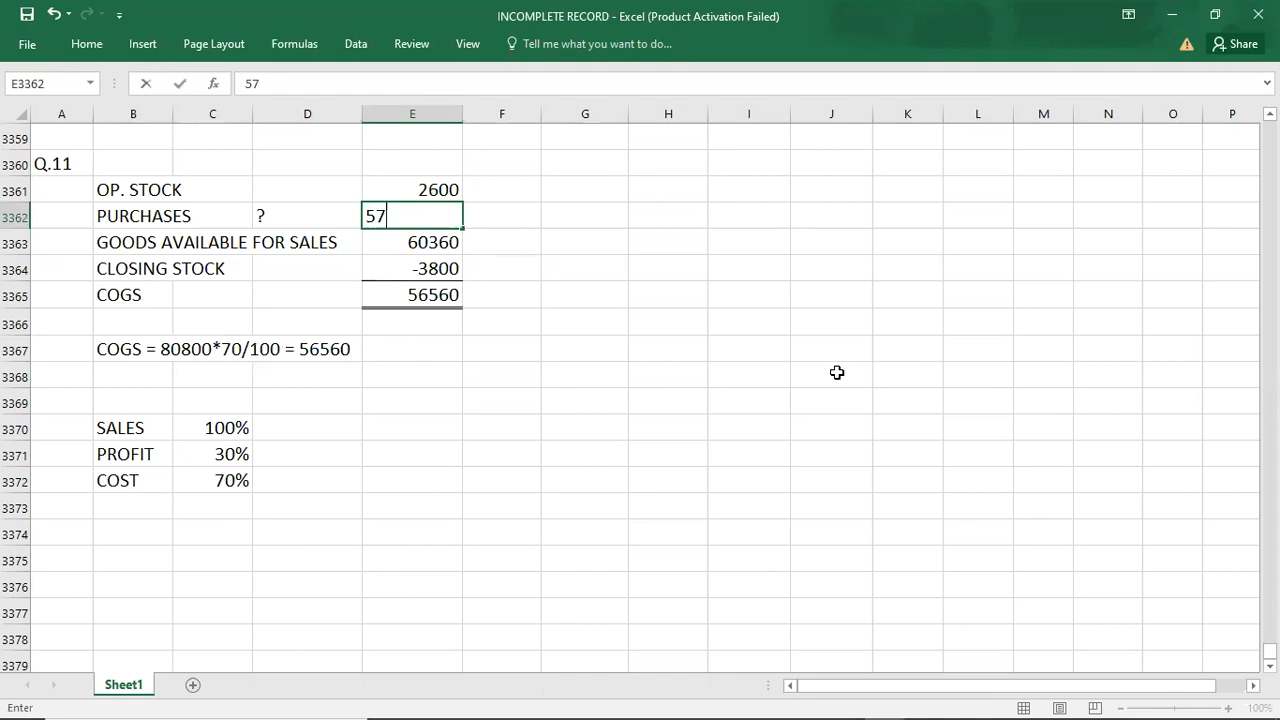 INCOMPLETE RECORD - Excel (Product Activation Failed)
File Home Insert Page Layout Formulas Data Review View Tell me what you want to do... Share
E3362 fx 57
A B C D E F G H I J K L M N O P
3359
3360 Q.11
3361 OP. STOCK 2600
3362 PURCHASES ? 57
3363 GOODS AVAILABLE FOR SALES 60360
3364 CLOSING STOCK -3800
3365 COGS 56560
3366
3367 COGS = 80800*70/100 = 56560
3368
3369
3370 SALES 100%
3371 PROFIT 30%
3372 COST 70%
3373
3374
3375
3376
3377
3378
3379
Sheet1
Enter 100%